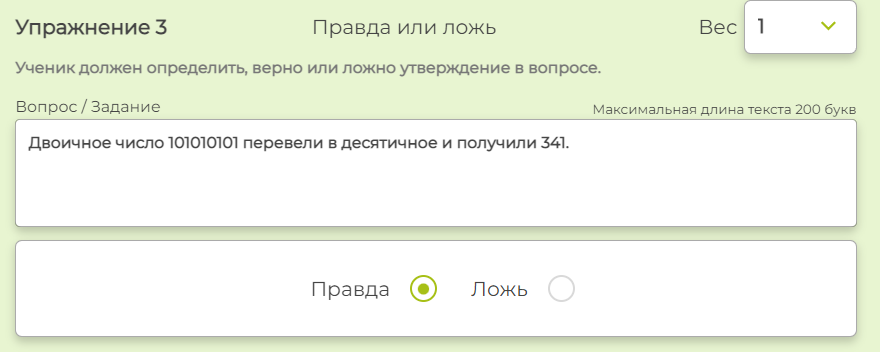 Упражнение 3 Правда или ложь Вес 1
Ученик должен определить, верно или ложно утверждение в вопросе.
Вопрос / Задание Максимальная длина текста 200 букв
Двоичное число 101010101 перевели в десятичное и получили 341.
Правда Ложь